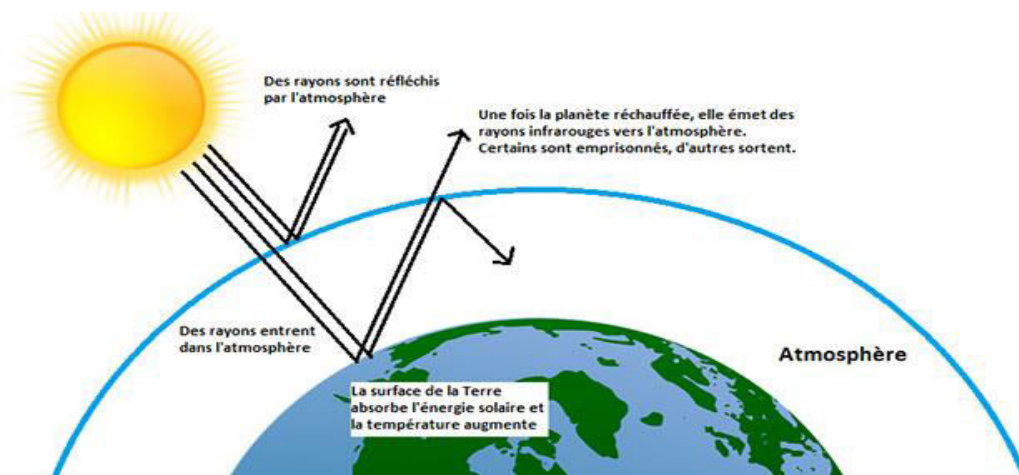 Des rayons sont réfléchis
par l'atmosphère
Une fois la planète réchauffée, elle émet des
rayons infrarouges vers l'atmosphère.
Certains sont emprisonnés, d'autres sortent.
Des rayons entrent
dans l'atmosphère
Atmosphère
La surface de la Terre
absorbe l'énergie solaire et
la température augmente